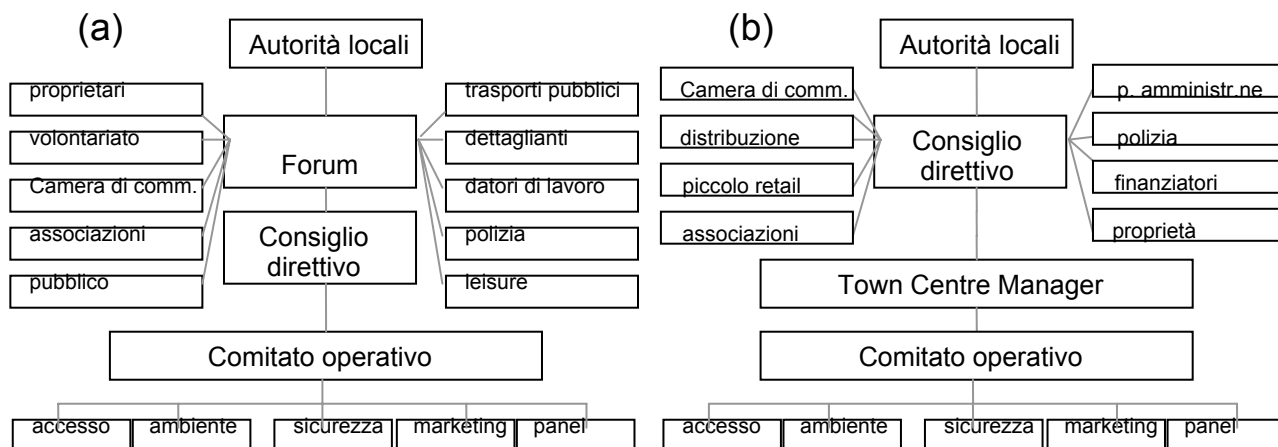 (a)
Autorità locali
proprietari
volontariato
Camera di comm.
associazioni
pubblico
Forum
Consiglio
direttivo
trasporti pubblici
dettaglianti
datori di lavoro
polizia
leisure
Comitato operativo
accesso
ambiente
sicurezza
marketing
panel
(b)
Autorità locali
Camera di comm.
distribuzione
piccolo retail
associazioni
Consiglio
direttivo
p. amministr.ne
polizia
finanziatori
proprietà
Town Centre Manager
Comitato operativo
accesso
ambiente
sicurezza
marketing
panel